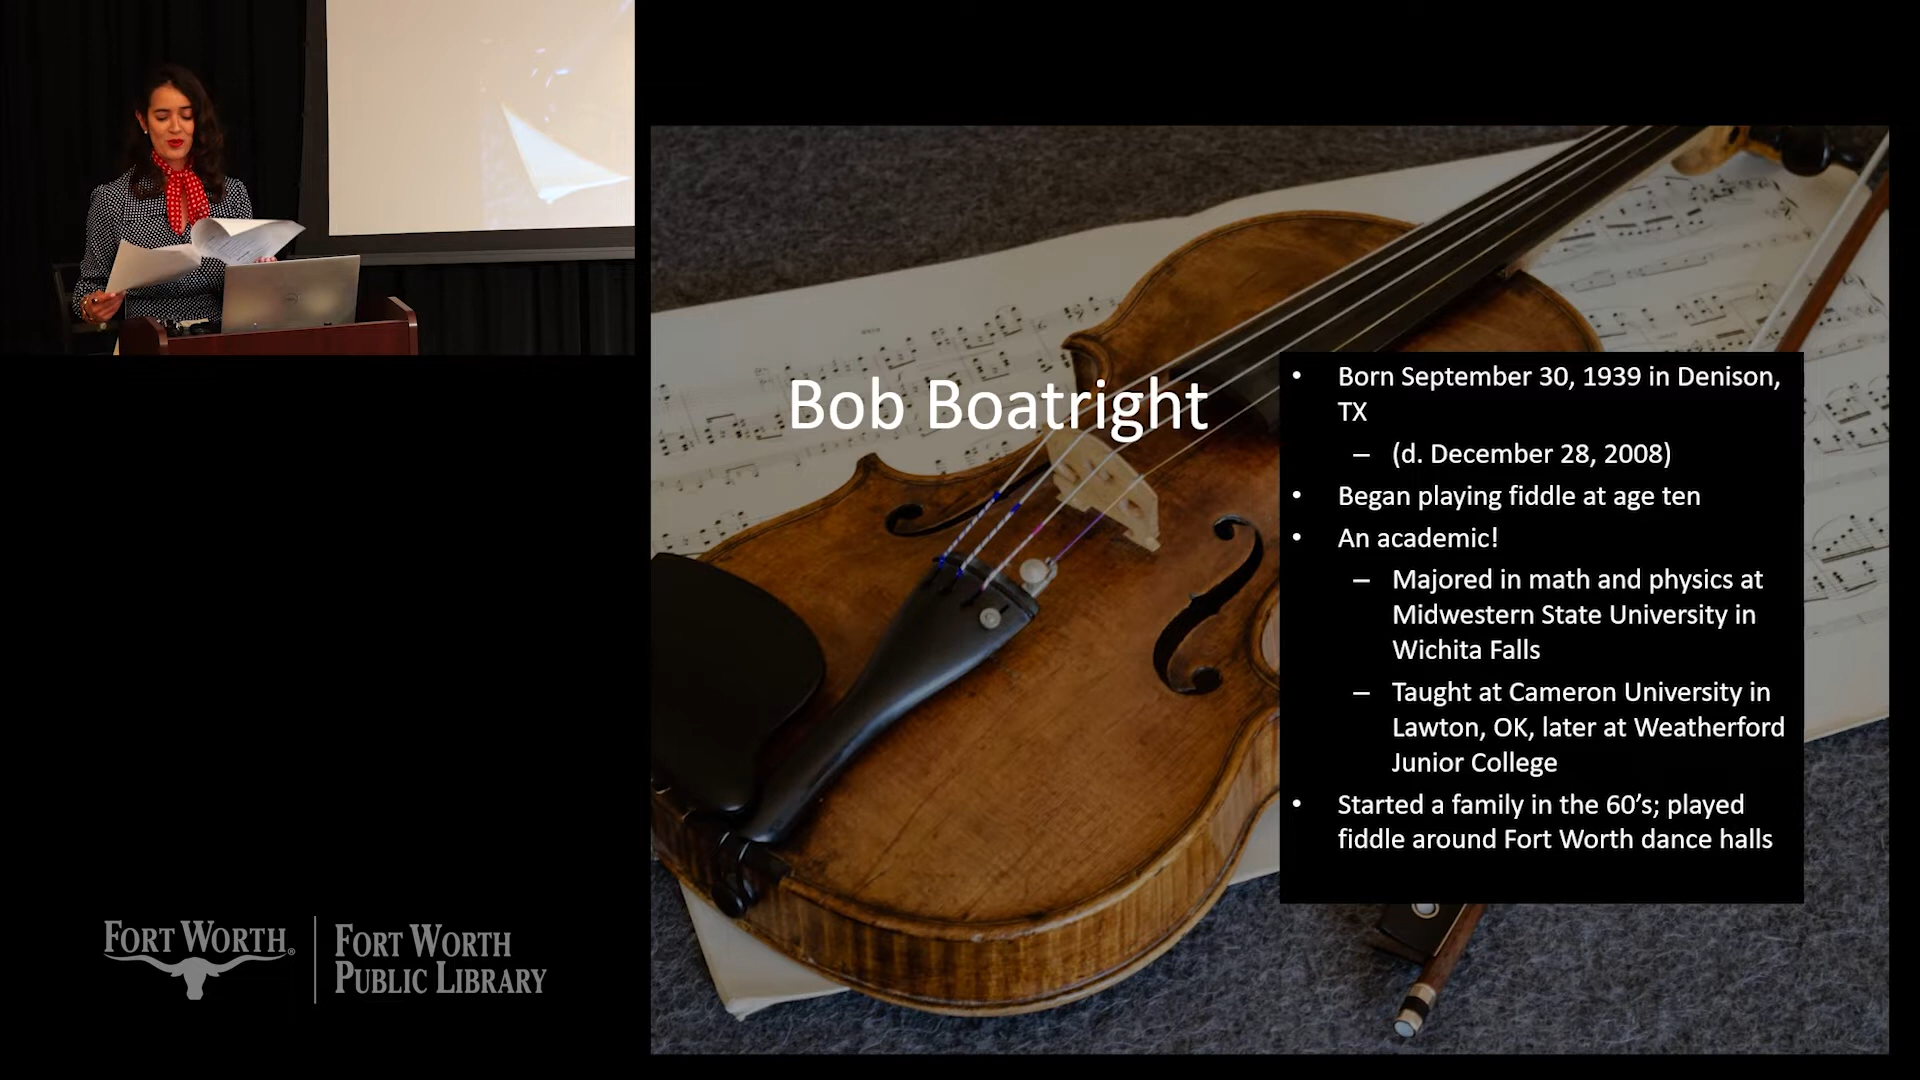 Bob Boatright
• Born September 30, 1939 in Denison,
TX
– (d. December 28, 2008)
• Began playing fiddle at age ten
• An academic!
– Majored in math and physics at
Midwestern State University in
Wichita Falls
– Taught at Cameron University in
Lawton, OK, later at Weatherford
Junior College
• Started a family in the 60’s; played
fiddle around Fort Worth dance halls
FORT WORTH®
FORT WORTH
PUBLIC LIBRARY